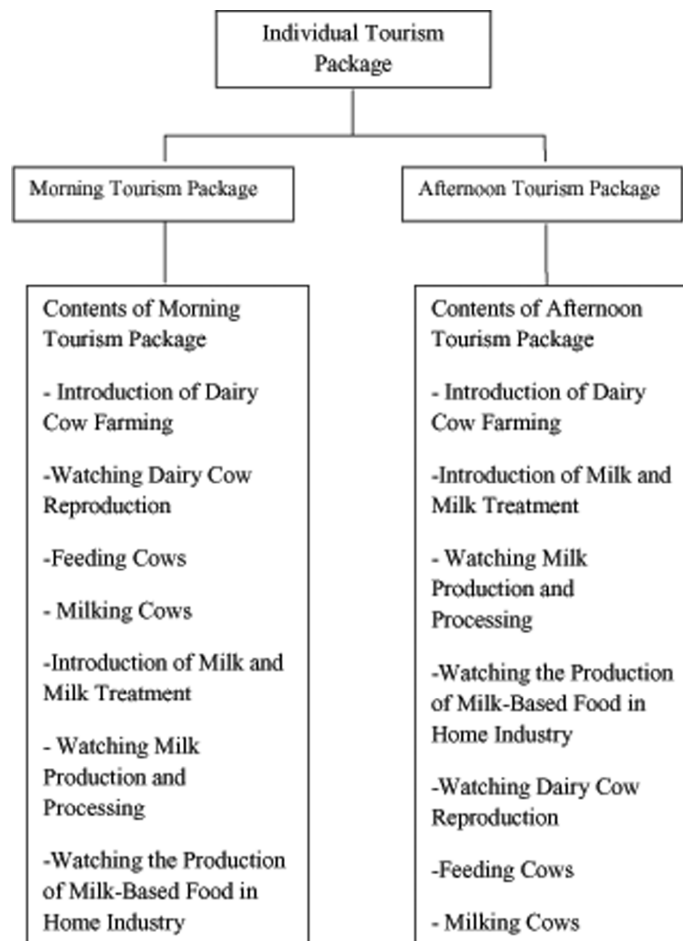 Individual Tourism
Package
Morning Tourism Package
Afternoon Tourism Package
Contents of Morning
Tourism Package
- Introduction of Dairy
Cow Farming
-Watching Dairy Cow
Reproduction
-Feeding Cows
- Milking Cows
-Introduction of Milk and
Milk Treatment
- Watching Milk
Production and
Processing
-Watching the Production
of Milk-Based Food in
Home Industry
Contents of Afternoon
Tourism Package
- Introduction of Dairy
Cow Farming
-Introduction of Milk and
Milk Treatment
- Watching Milk
Production and
Processing
-Watching the Production
of Milk-Based Food in
Home Industry
-Watching Dairy Cow
Reproduction
-Feeding Cows
- Milking Cows